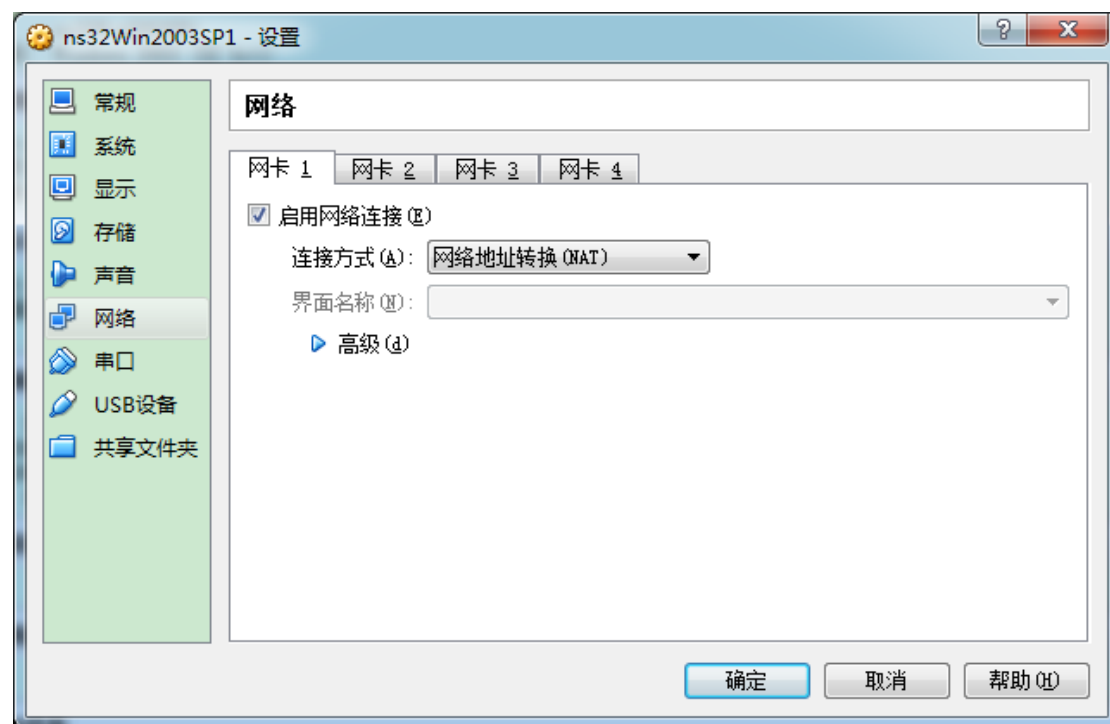 ns32Win2003SP1 - 设置
常规
系统
显示
存储
声音
网络
串口
USB设备
共享文件夹
网络
网卡 1 网卡 2 网卡 3 网卡 4
启用网络连接(E)
连接方式(A): 网络地址转换(NAT)
界面名称(N):
高级(d)
确定 取消 帮助(H)